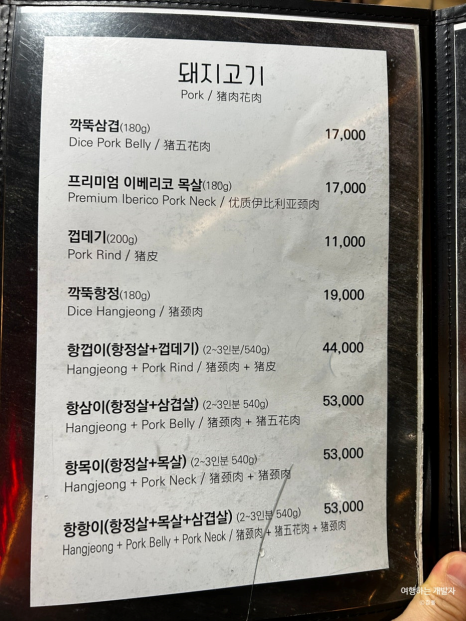 돼지고기
Pork / 猪肉花肉
깍뚝삼겹(180g) 17,000
Dice Pork Belly / 猪五花肉
프리미엄 이베리코 목살(180g) 17,000
Premium Iberico Pork Neck / 优质伊比利亚颈肉
껍데기(200g) 11,000
Pork Rind / 猪皮
깍뚝항정(180g) 19,000
Dice Hangjeong / 猪颈肉
항껍이(항정살+껍데기) (2~3인분/540g) 44,000
Hangjeong + Pork Rind / 猪颈肉 + 猪皮
항삼이(항정살+삼겹살) (2~3인분 540g) 53,000
Hangjeong + Pork Belly / 猪颈肉 + 猪五花肉
항목이(항정살+목살) (2~3인분 540g) 53,000
Hangjeong + Pork Neck / 猪颈肉 + 猪颈肉
항항이(항정살+목살+삼겹살) (2~3인분 540g) 53,000
Hangjeong + Pork Belly + Pork Neck / 猪颈肉 + 猪五花肉 + 猪颈肉
여행하는 개발자